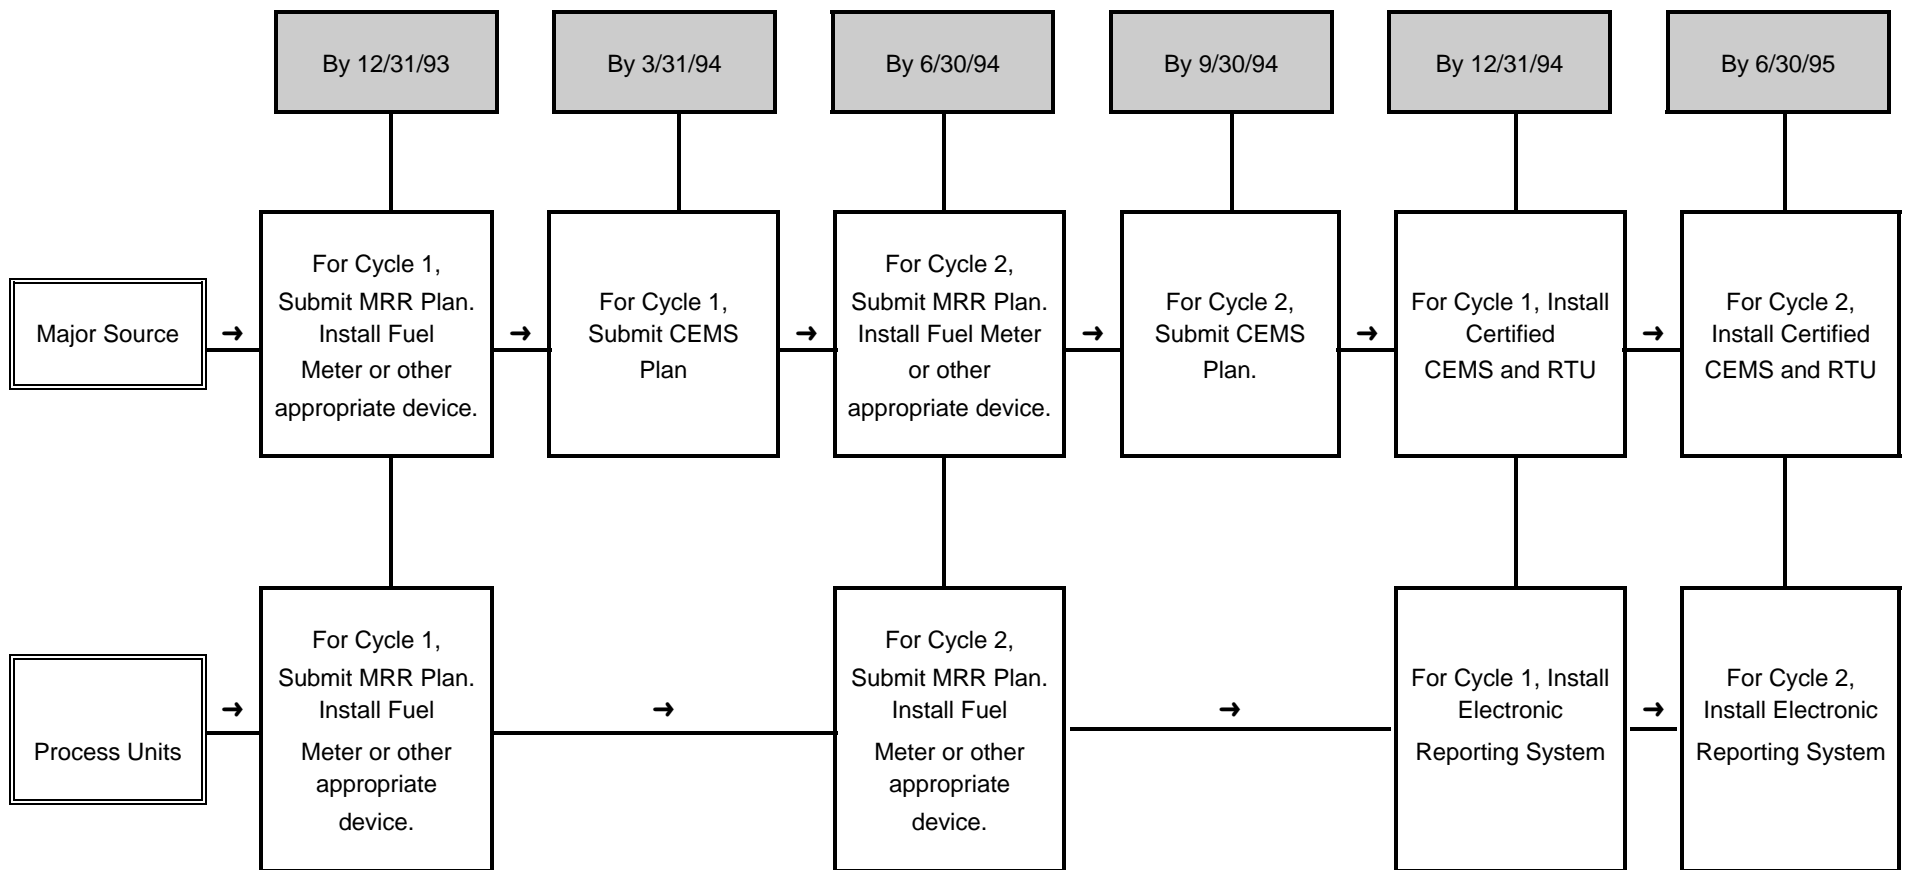 By 12/31/93
By 3/31/94
By 6/30/94
By 9/30/94
By 12/31/94
By 6/30/95
Major Source
For Cycle 1,
Submit MRR Plan.
Install Fuel
Meter or other
appropriate device.
For Cycle 1,
Submit CEMS
Plan
For Cycle 2,
Submit MRR Plan.
Install Fuel Meter
or other
appropriate device.
For Cycle 2,
Submit CEMS
Plan.
For Cycle 1, Install
Certified
CEMS and RTU
For Cycle 2,
Install Certified
CEMS and RTU
Process Units
For Cycle 1,
Submit MRR Plan.
Install Fuel
Meter or other
appropriate
device.
For Cycle 2,
Submit MRR Plan.
Install Fuel
Meter or other
appropriate
device.
For Cycle 1, Install
Electronic
Reporting System
For Cycle 2,
Install Electronic
Reporting System